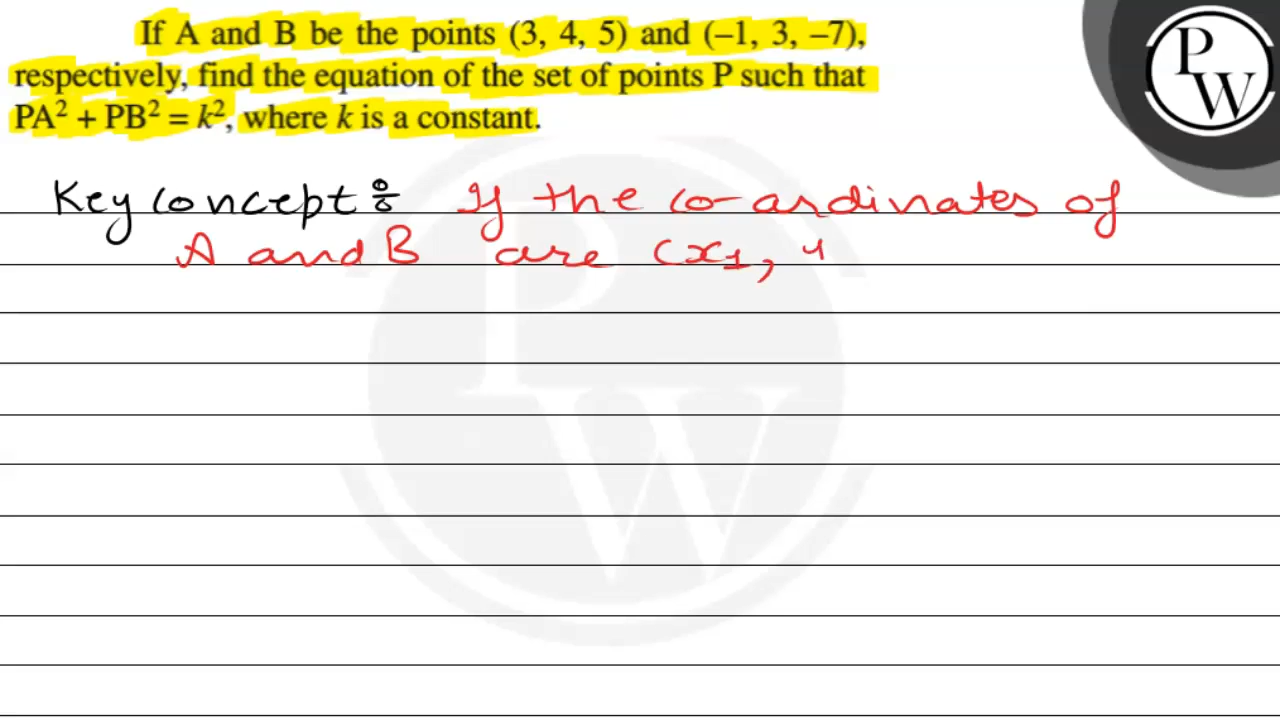 If A and B be the points (3, 4, 5) and (–1, 3, –7),
respectively, find the equation of the set of points P such that
PA² + PB² = k², where k is a constant.
PW
Key concept : If the co-ordinates of
A and B are (x₁, y
PW